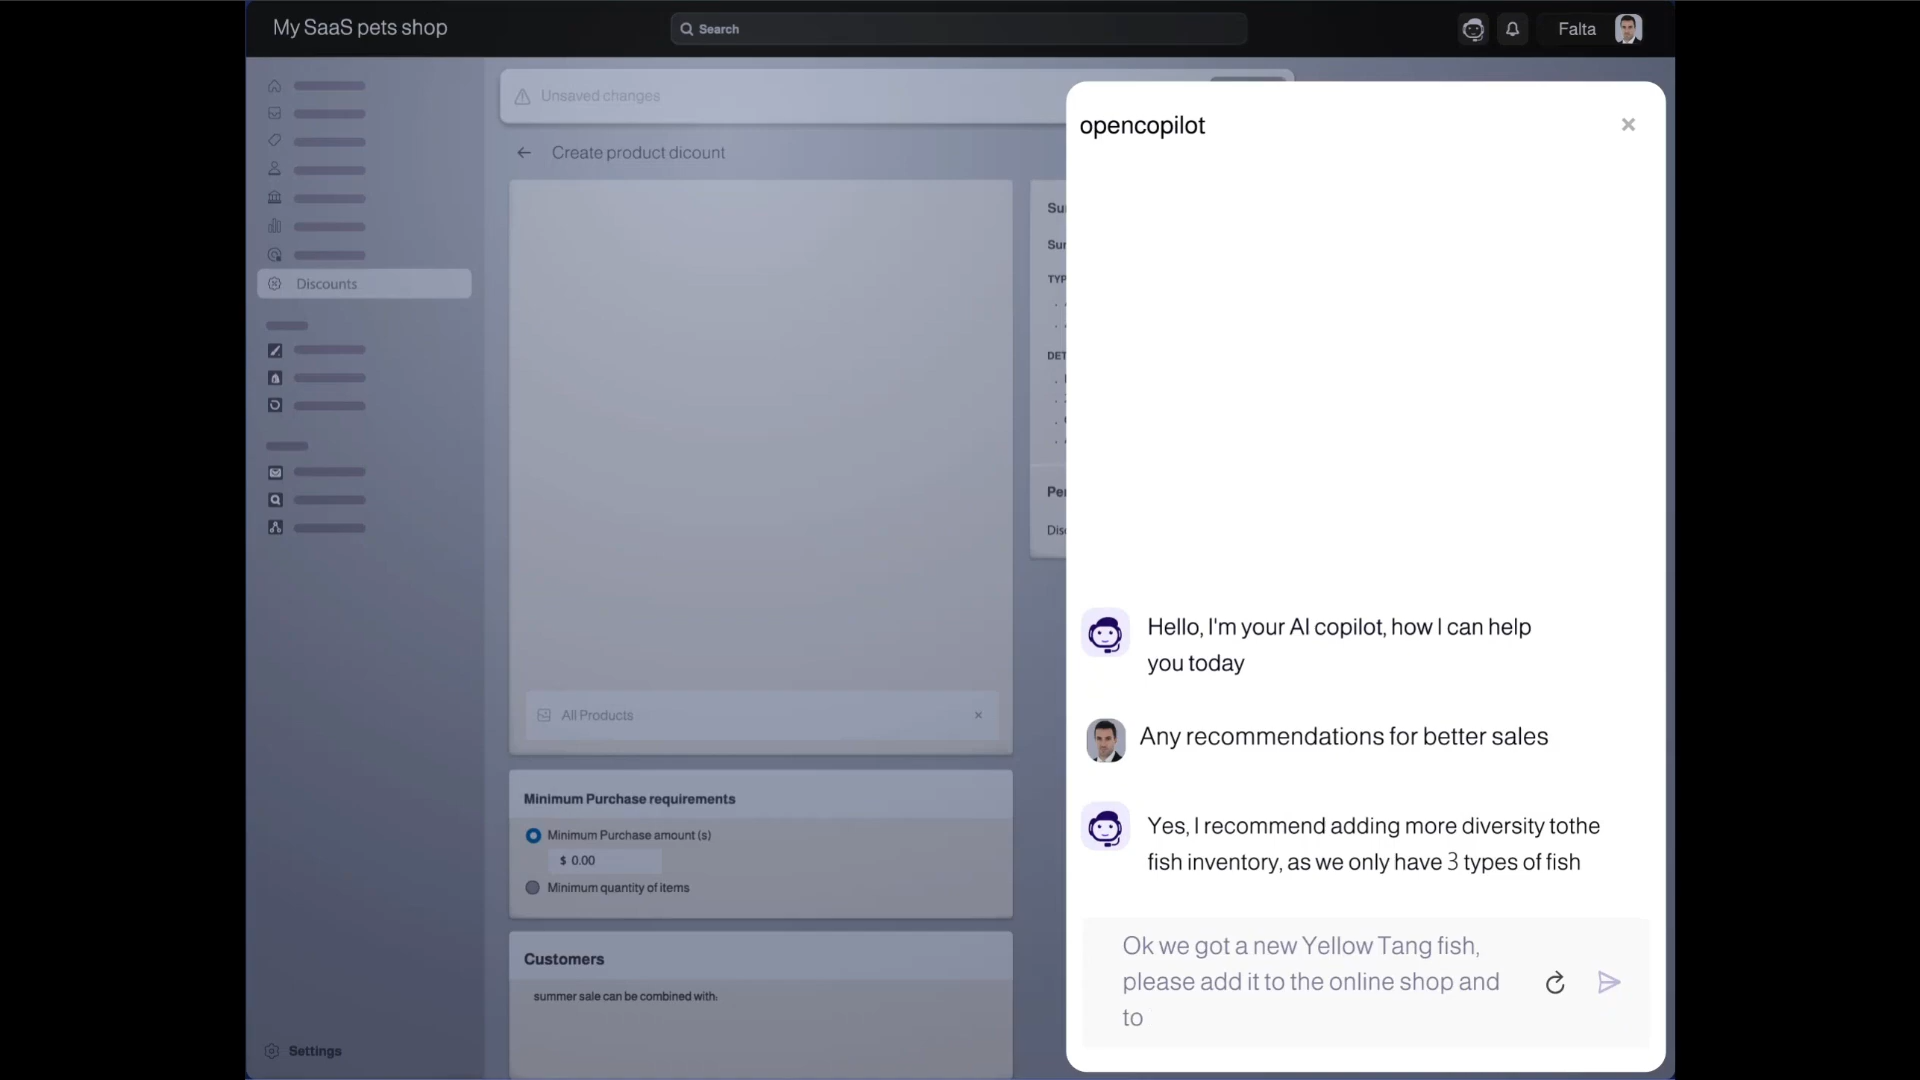 My SaaS pets shop
Search
Falta
Unsaved changes
opencopilot
Create product dicount
Discounts
All Products
Minimum Purchase requirements
Minimum Purchase amount (s)
$ 0.00
Minimum quantity of items
Customers
summer sale can be combined with:
Settings
Hello, I'm your AI copilot, how I can help
you today
Any recommendations for better sales
Yes, I recommend adding more diversity tothe
fish inventory, as we only have 3 types of fish
Ok we got a new Yellow Tang fish,
please add it to the online shop and
to